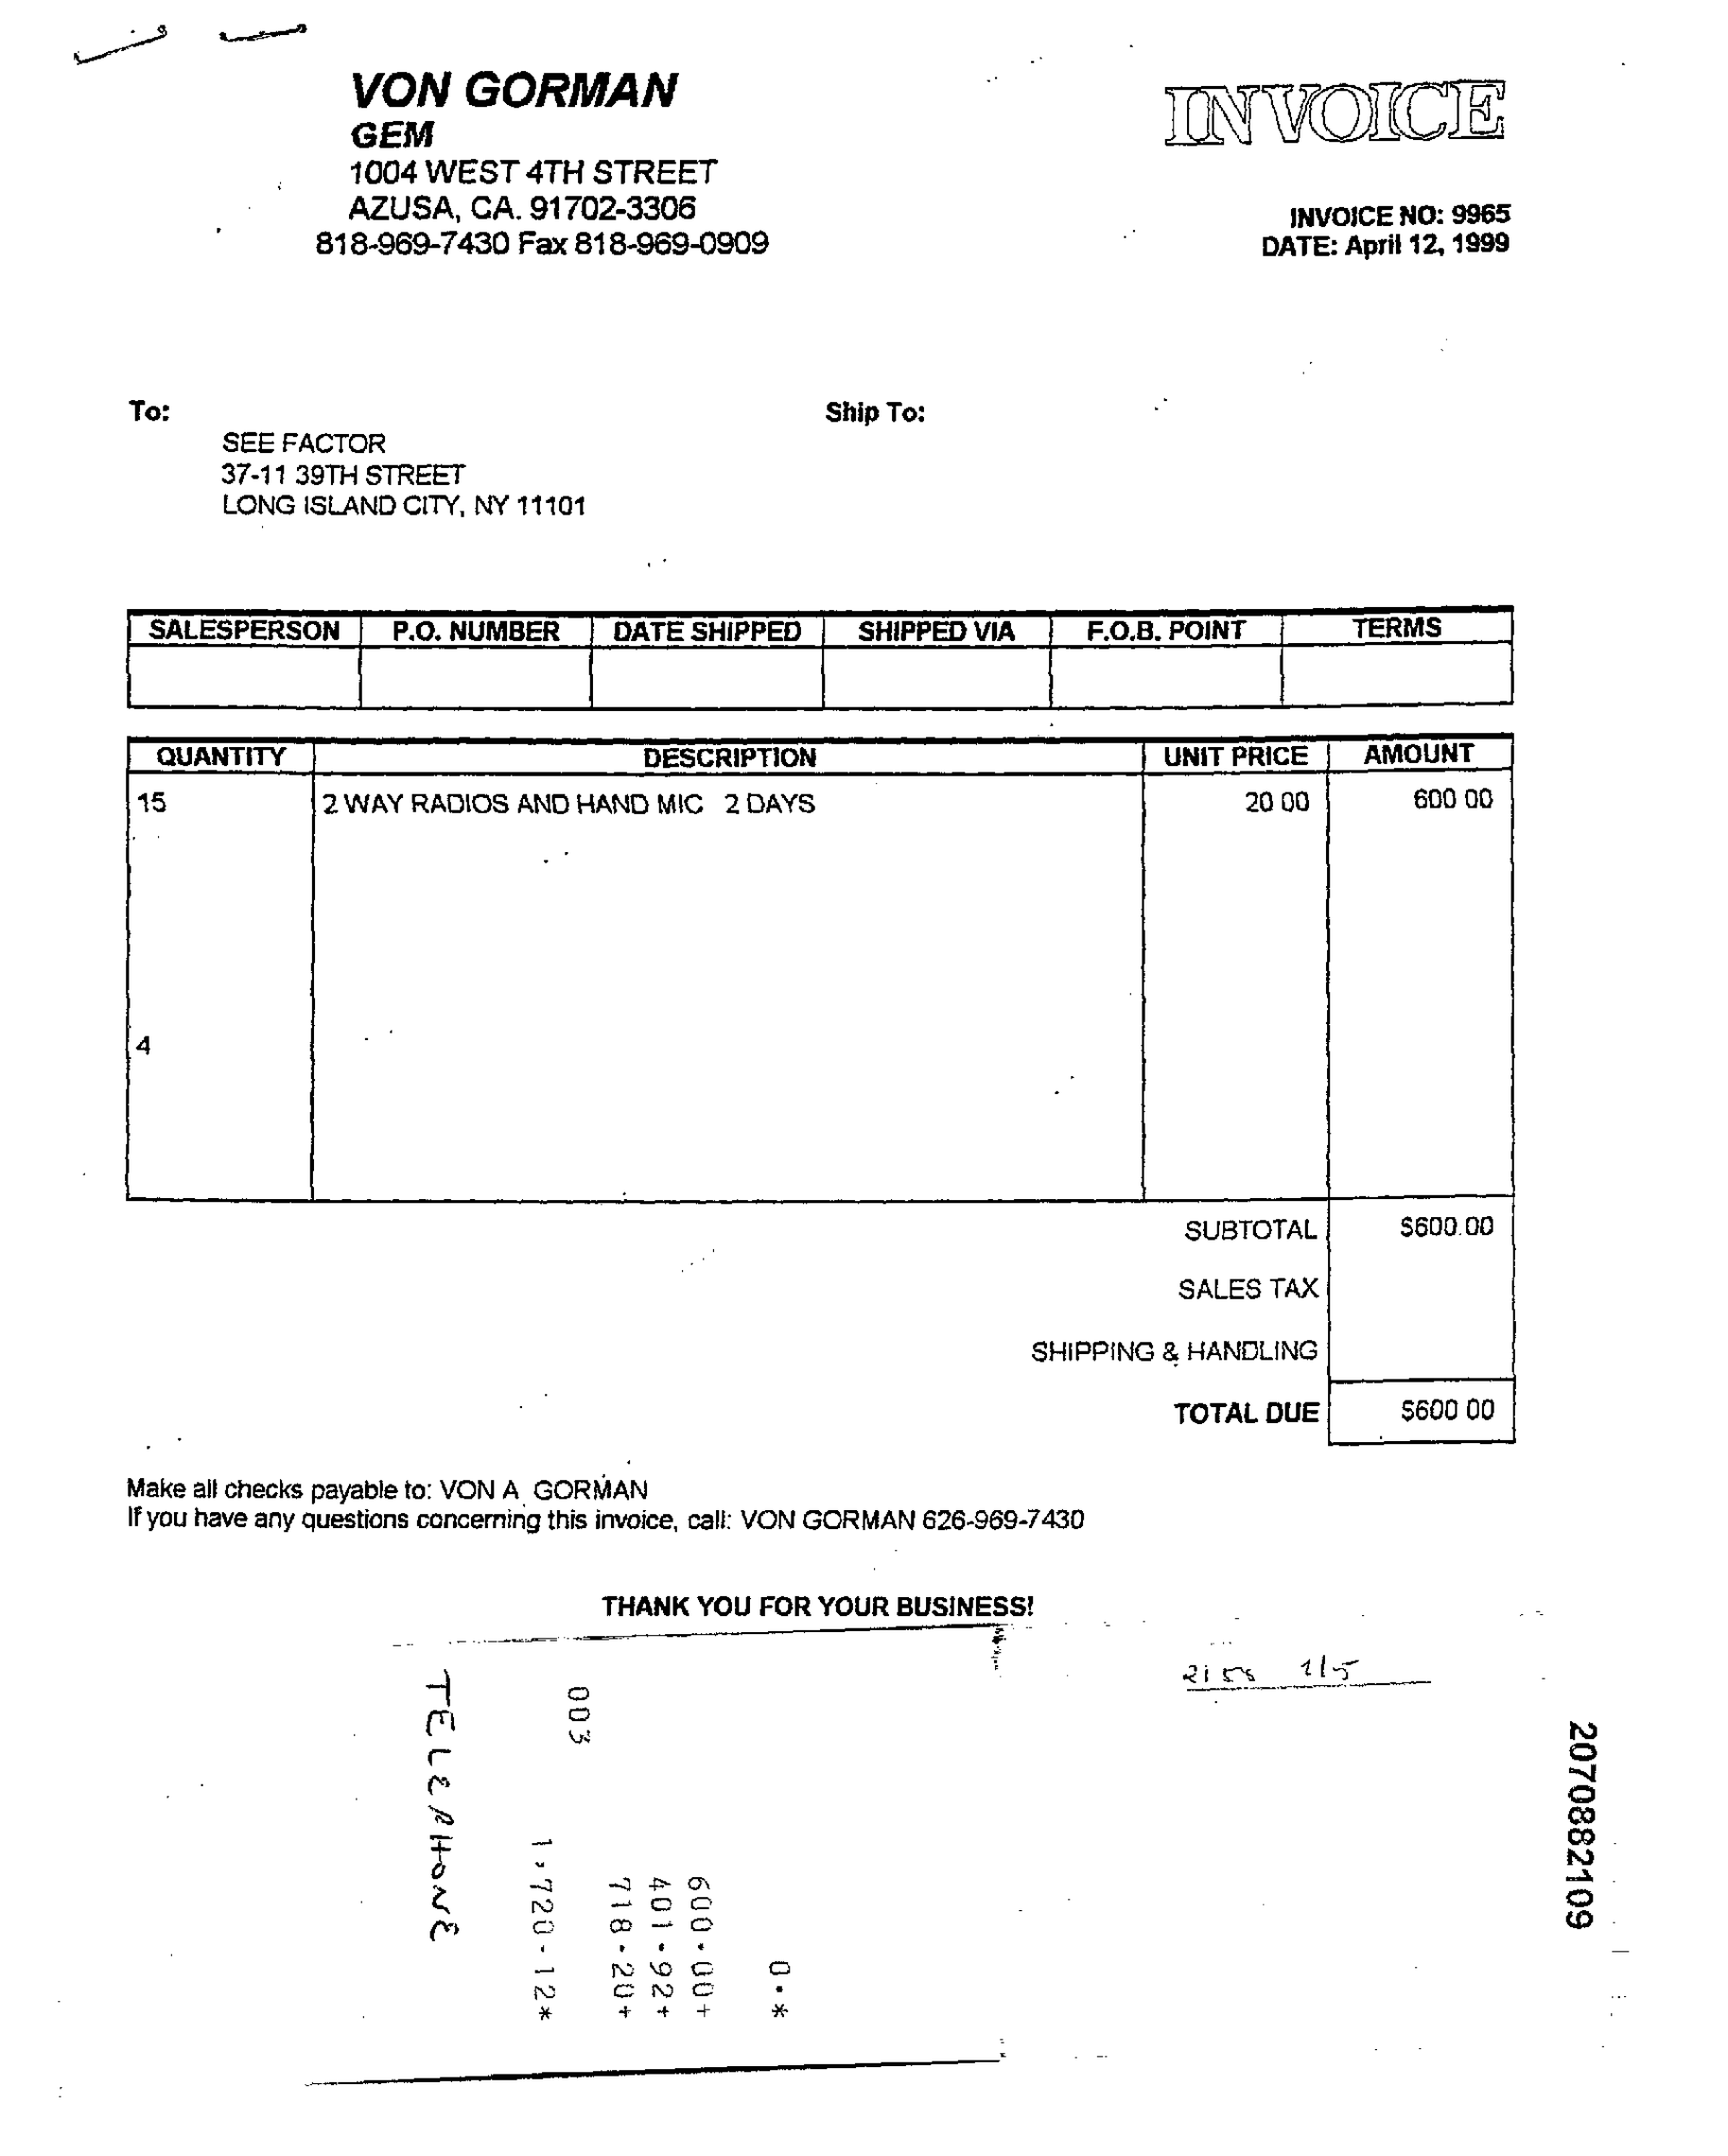 VON GORMAN
GEM
1004 WEST 4TH STREET
AZUSA, CA. 91702-3306
818-969-7430 Fax 818-969-0909
INVOICE
INVOICE NO: 9965
DATE: April 12, 1999
To:
SEE FACTOR
37-11 39TH STREET
LONG ISLAND CITY, NY 11101
Ship To:
SALESPERSON P.O. NUMBER DATE SHIPPED SHIPPED VIA F.O.B. POINT TERMS
QUANTITY DESCRIPTION UNIT PRICE AMOUNT
15 2 WAY RADIOS AND HAND MIC 2 DAYS 20 00 600 00
4
SUBTOTAL $600.00
SALES TAX
SHIPPING & HANDLING
TOTAL DUE $600 00
Make all checks payable to: VON A GORMAN
If you have any questions concerning this invoice, call: VON GORMAN 626-969-7430
THANK YOU FOR YOUR BUSINESS!
0.*
600.00+
401.92+
718.20+
003 1,720.12*
TELEPHONE
115
2070882109